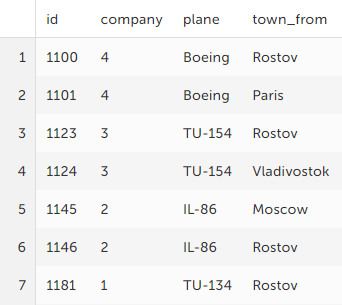 id company plane town_from
1 1100 4 Boeing Rostov
2 1101 4 Boeing Paris
3 1123 3 TU-154 Rostov
4 1124 3 TU-154 Vladivostok
5 1145 2 IL-86 Moscow
6 1146 2 IL-86 Rostov
7 1181 1 TU-134 Rostov